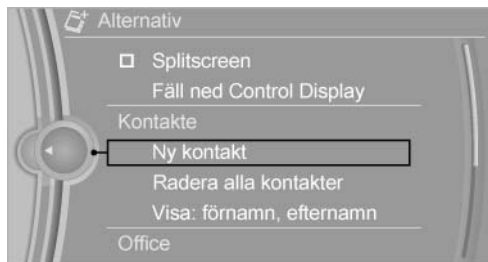 Alternativ
Splitscreen
Fäll ned Control Display
Kontakte
Ny kontakt
Radera alla kontakter
Visa: förnamn, efternamn
Office